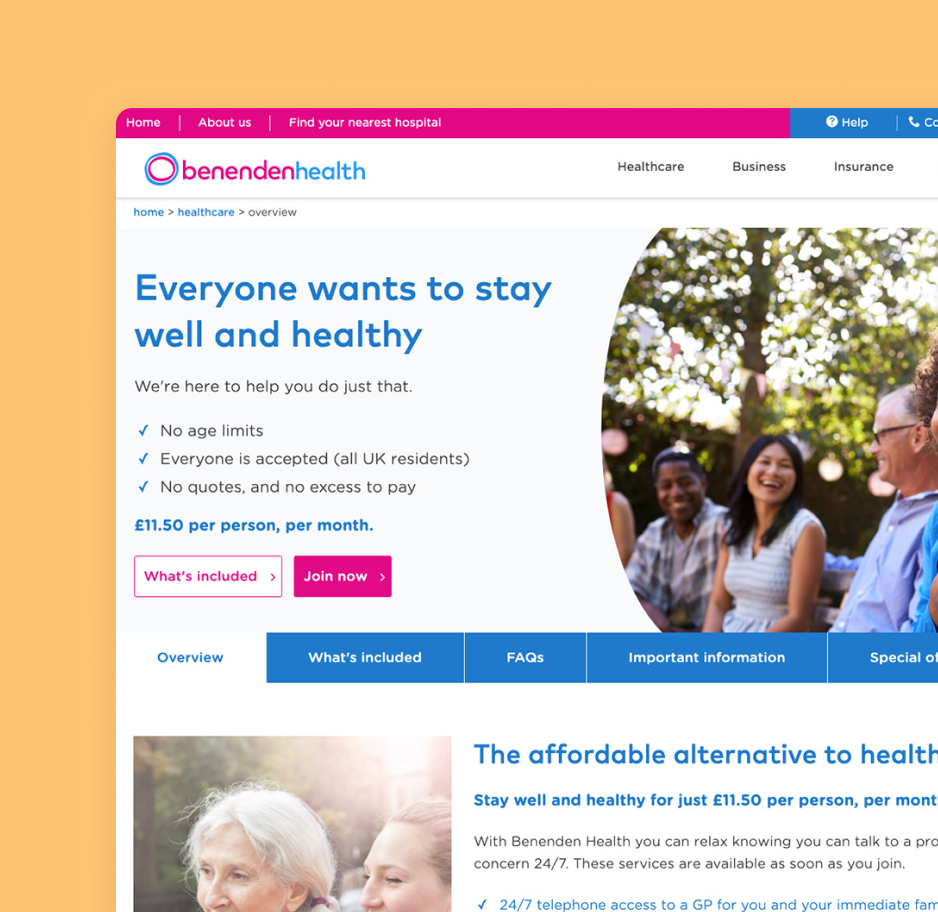 Home
About us
Find your nearest hospital
Help
benendenhealth
Healthcare
Business
Insurance
home > healthcare > overview
Everyone wants to stay
well and healthy
We're here to help you do just that.
✓ No age limits
✓ Everyone is accepted (all UK residents)
✓ No quotes, and no excess to pay
£11.50 per person, per month.
What's included >
Join now >
Overview
What's included
FAQs
Important information
Special
The affordable alternative to health
Stay well and healthy for just £11.50 per person, per mont
With Benenden Health you can relax knowing you can talk to a
concern 24/7. These services are available as soon as you join.
✓ 24/7 telephone access to a GP for you and your immediate